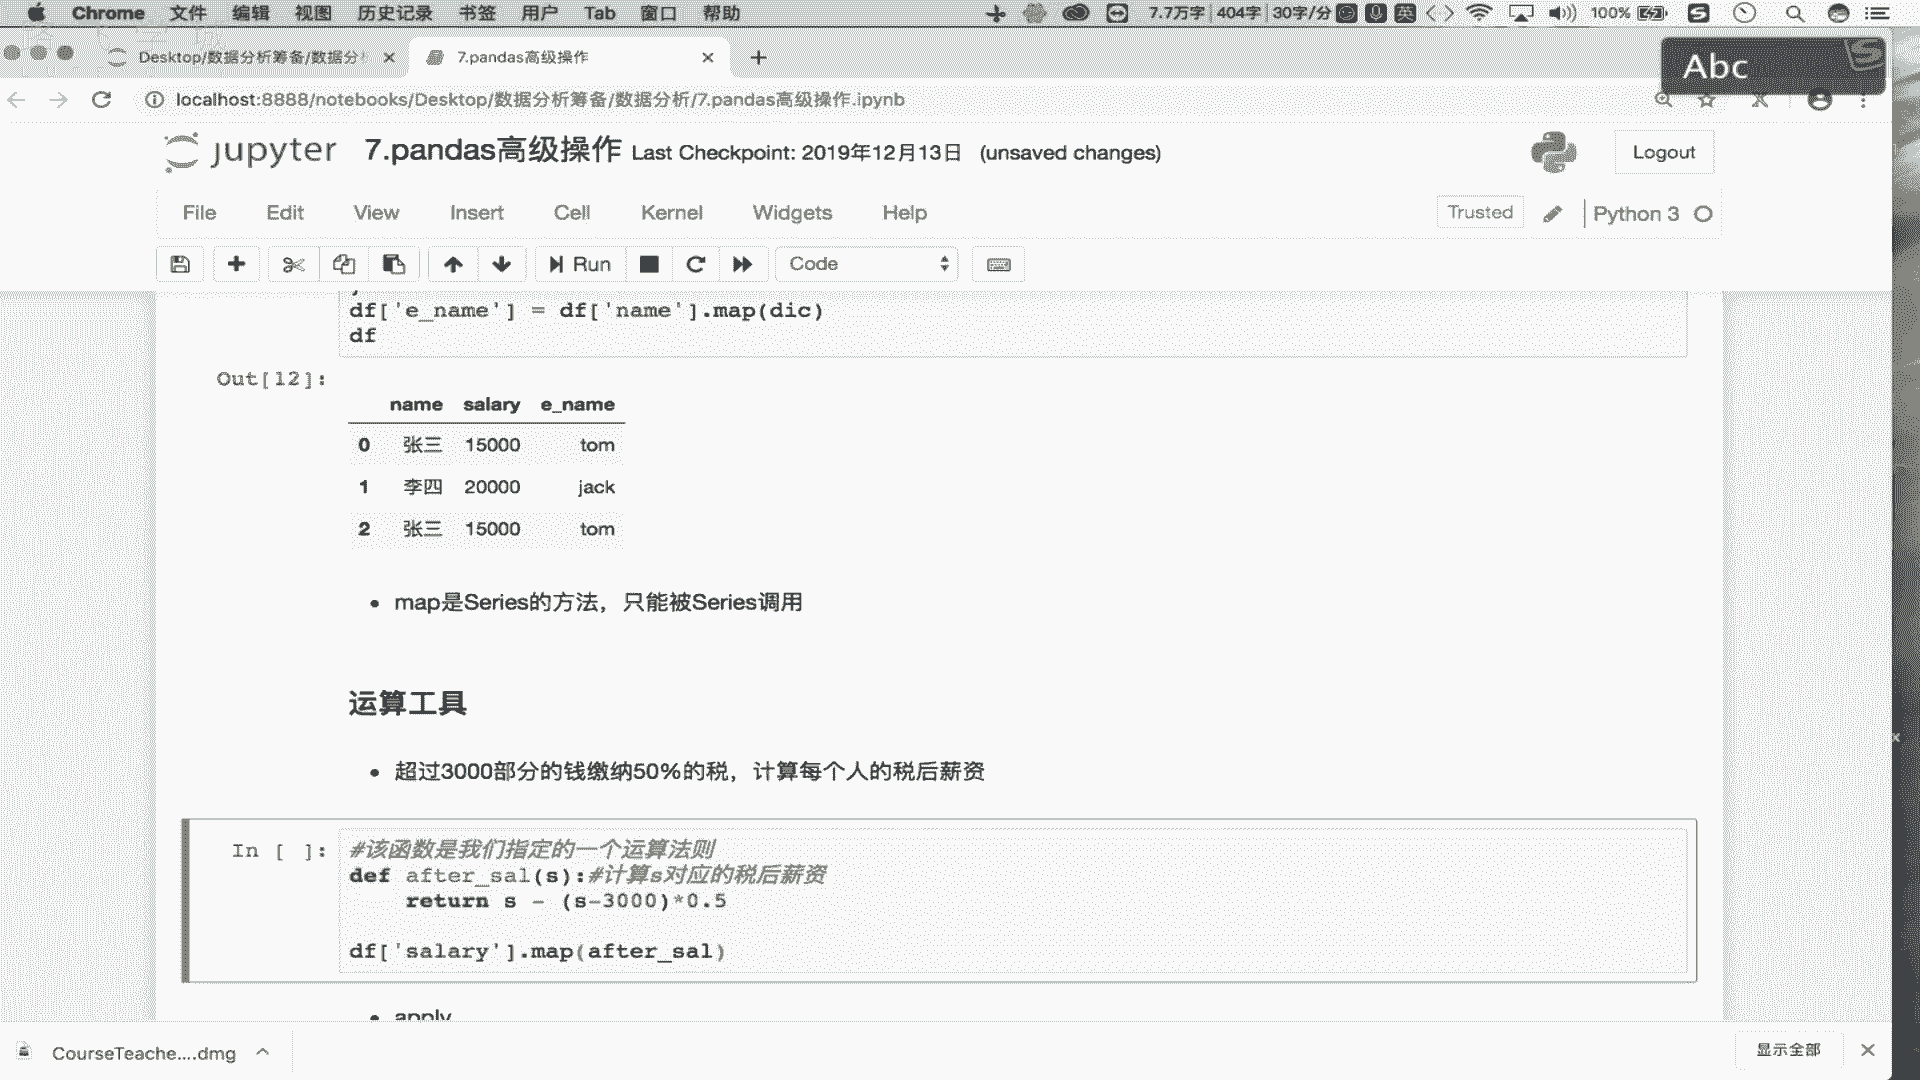 Chrome 文件 编辑 视图 历史记录 书签 用户 Tab 窗口 帮助 7.7万字 404字 30字/分 英 100%
Desktop/数据分析筹备/数据分 7.pandas高级操作
Abc
localhost:8888/notebooks/Desktop/数据分析筹备/数据分析/7.pandas高级操作.ipynb
jupyter 7.pandas高级操作 Last Checkpoint: 2019年12月13日 (unsaved changes) Logout
File Edit View Insert Cell Kernel Widgets Help Trusted Python 3
Run Code
df['e_name'] = df['name'].map(dic)
df
Out[12]:
name salary e_name
0 张三 15000 tom
1 李四 20000 jack
2 张三 15000 tom
• map是Series的方法，只能被Series调用
运算工具
• 超过3000部分的钱缴纳50%的税，计算每个人的税后薪资
In [ ]: #该函数是我们指定的一个运算法则
def after_sal(s):#计算s对应的税后薪资
return s - (s-3000)*0.5
df['salary'].map(after_sal)
• apply
CourseTeache....dmg 显示全部